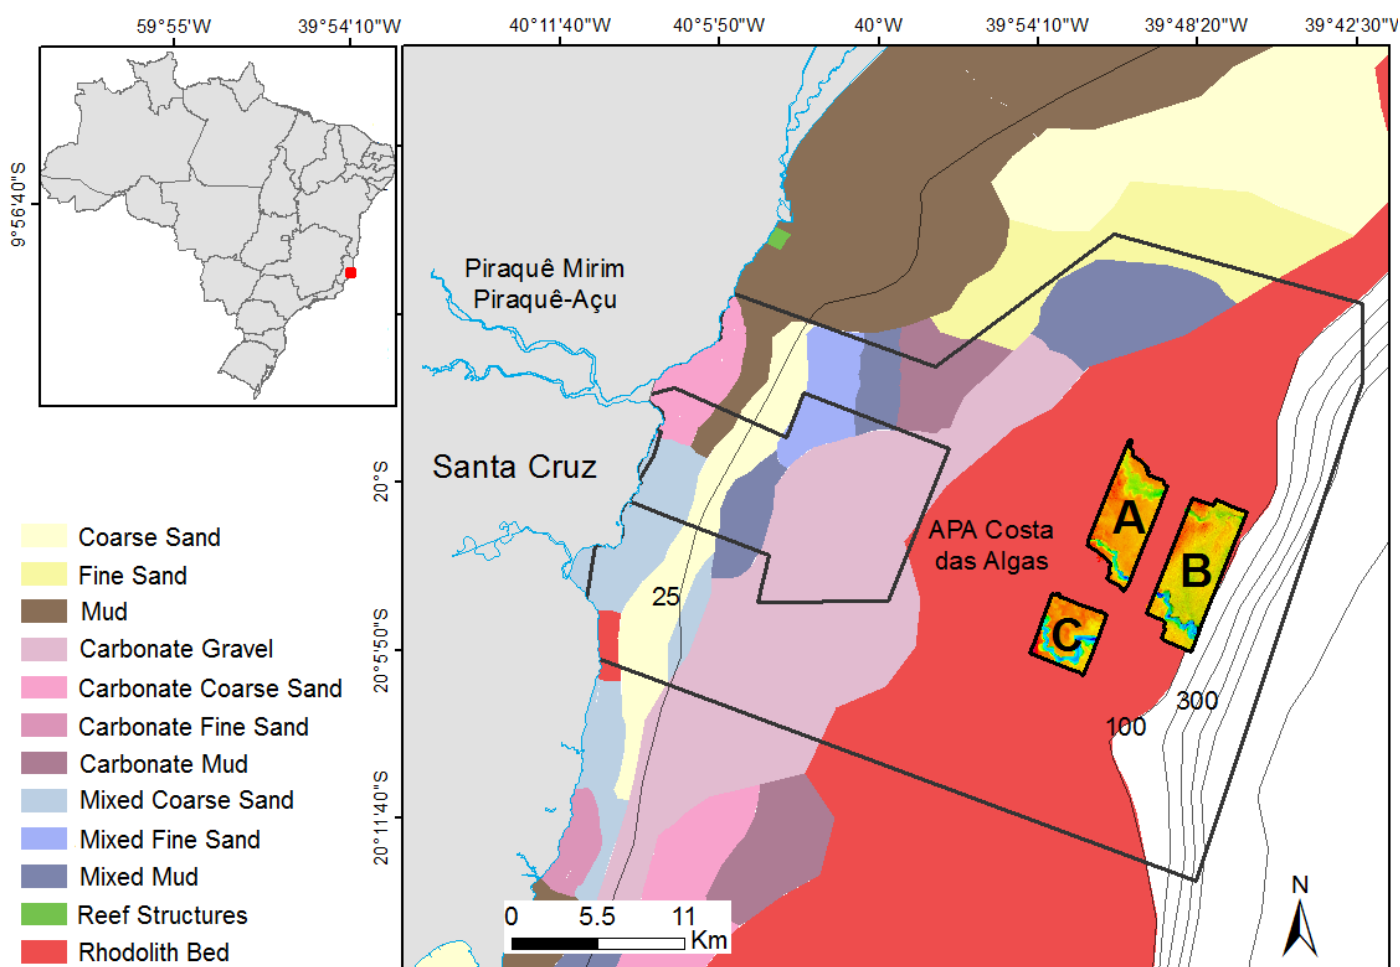 59°55'W
39°54'10"W
40°11'40"W
40°5'50"W
40°W
39°54'10"W
39°48'20"W
39°42'30"W
9°56'40"S
20°S
20°5'50"S
20°11'40"S
Piraquê Mirim
Piraquê-Açu
Santa Cruz
APA Costa
das Algas
A
B
C
25
100
300
Coarse Sand
Fine Sand
Mud
Carbonate Gravel
Carbonate Coarse Sand
Carbonate Fine Sand
Carbonate Mud
Mixed Coarse Sand
Mixed Fine Sand
Mixed Mud
Reef Structures
Rhodolith Bed
0 5.5 11
Km
N